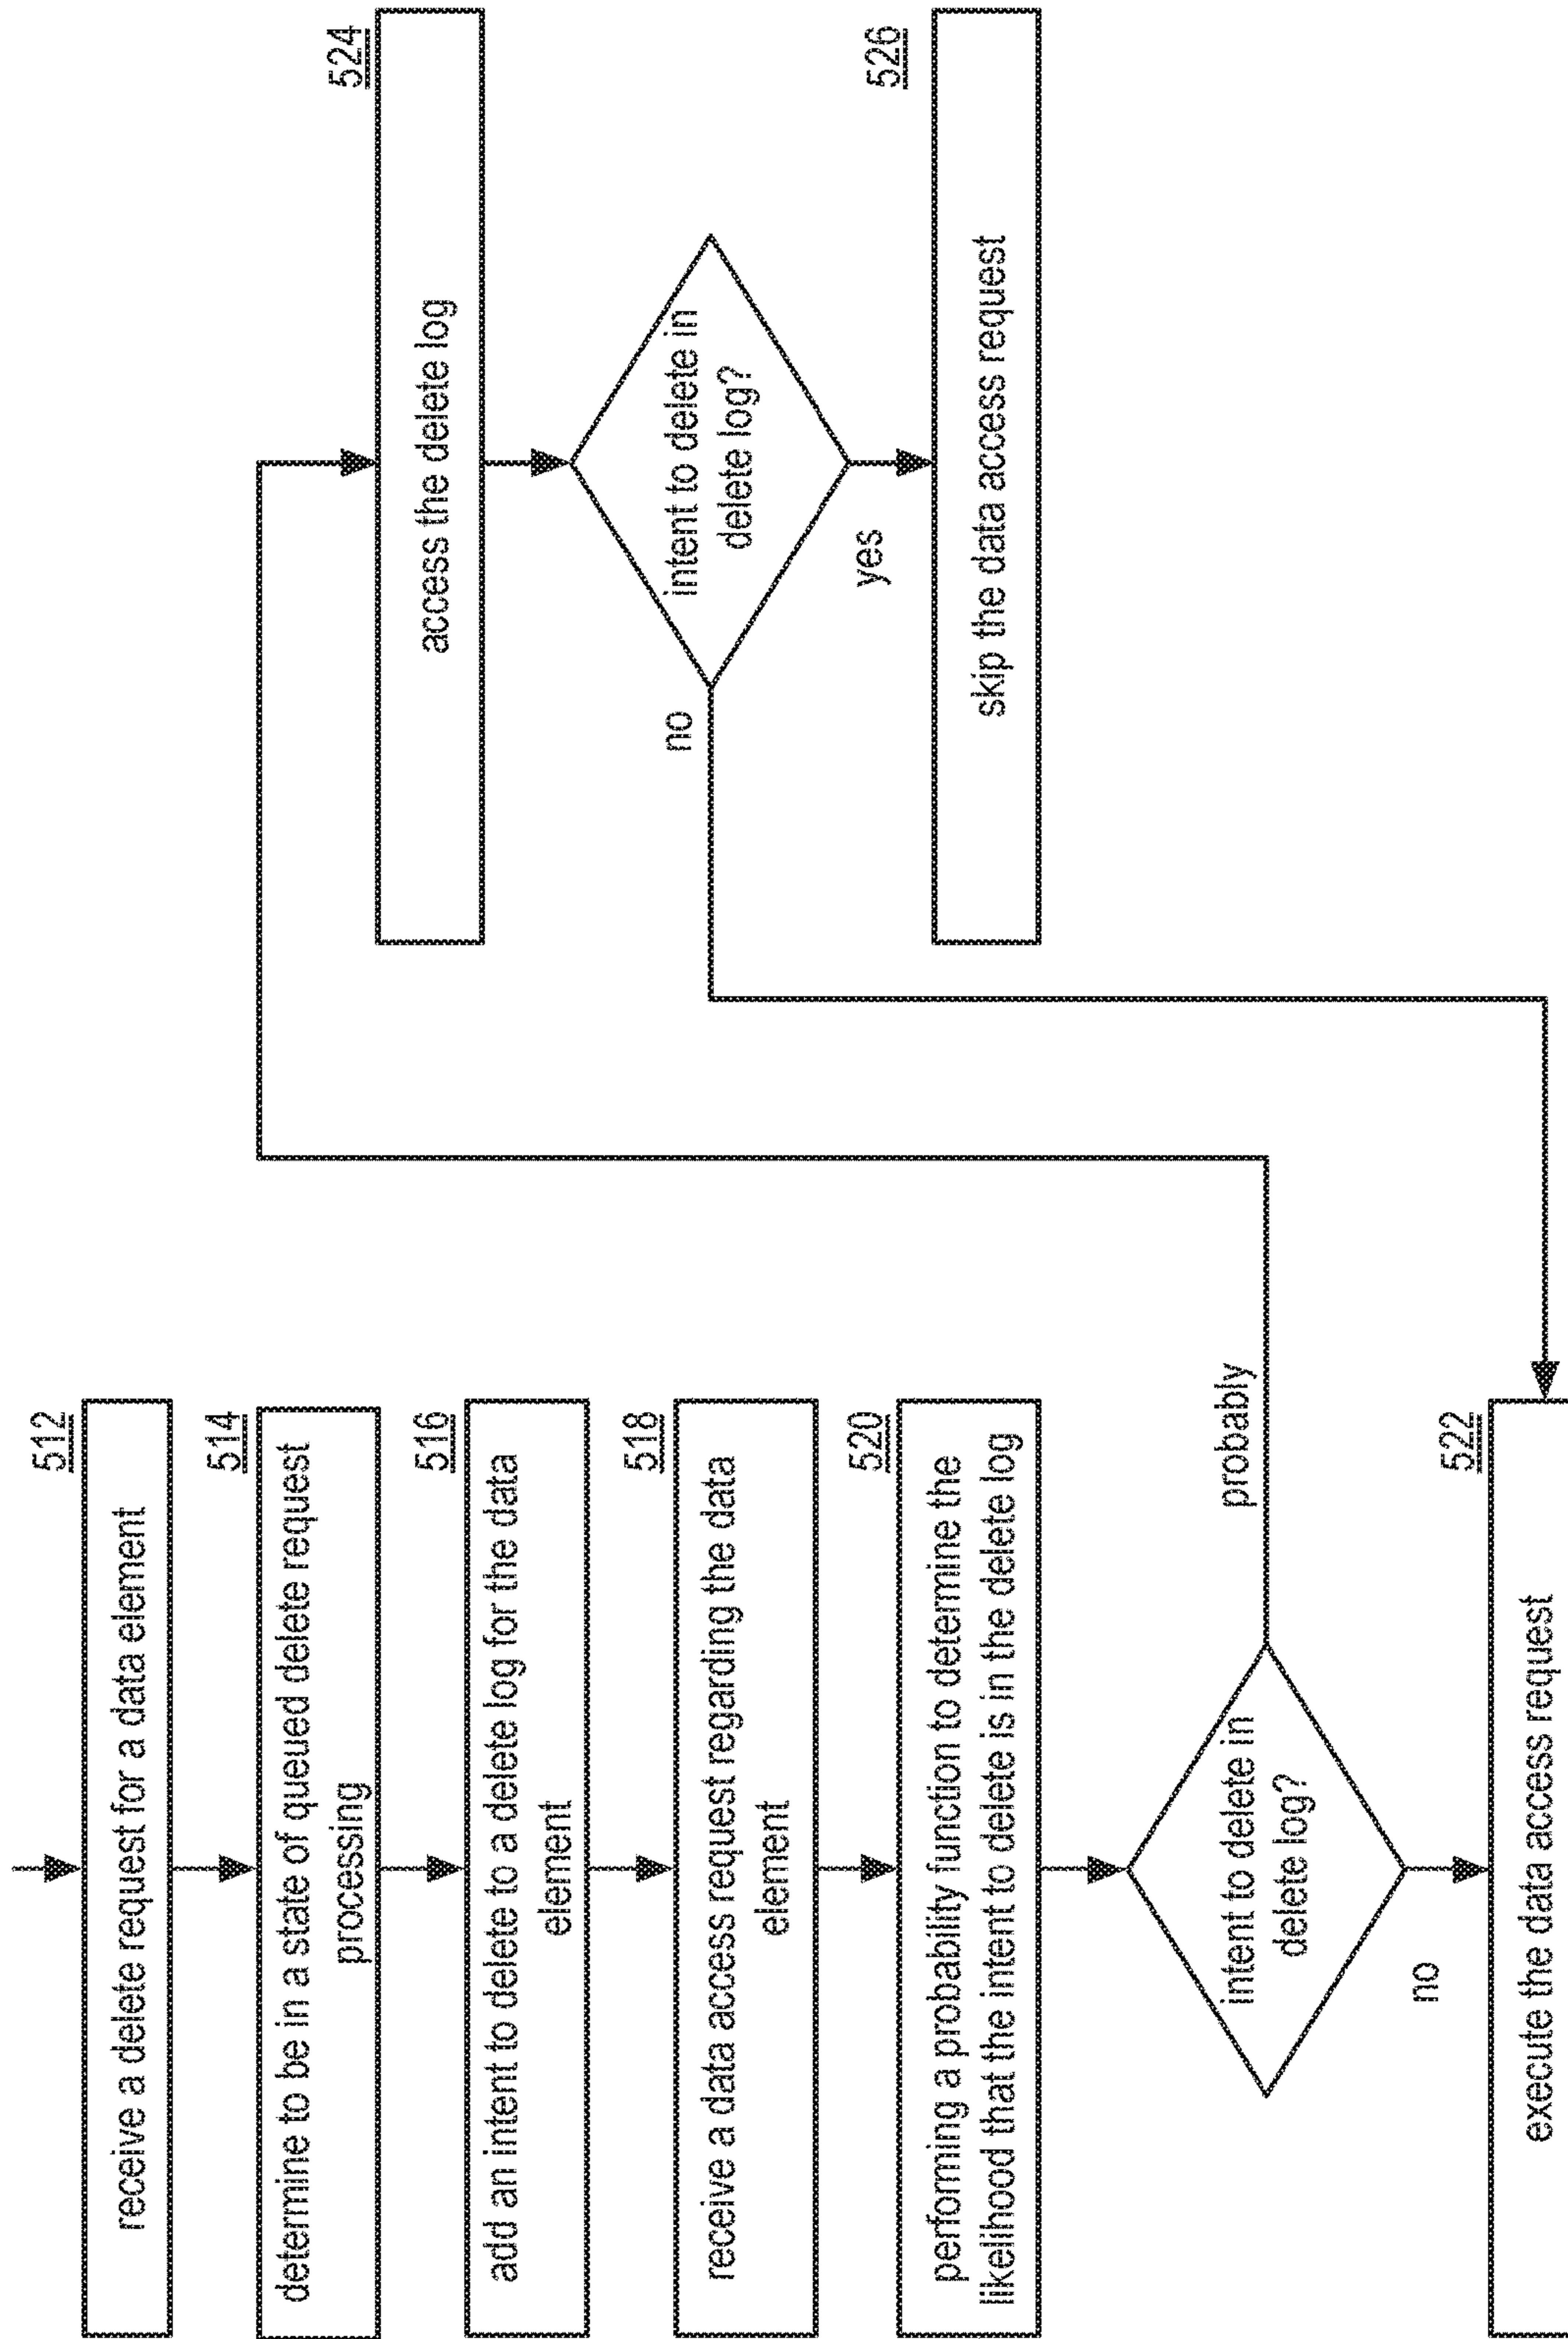 512
receive a delete request for a data element
514
determine to be in a state of queued delete request
processing
516
add an intent to delete to a delete log for the data
element
518
receive a data access request regarding the data
element
520
performing a probability function to determine the
likelihood that the intent to delete is in the delete log
intent to delete in
delete log?
probably
no
522
execute the data access request
524
access the delete log
intent to delete in
delete log?
no
yes
526
skip the data access request